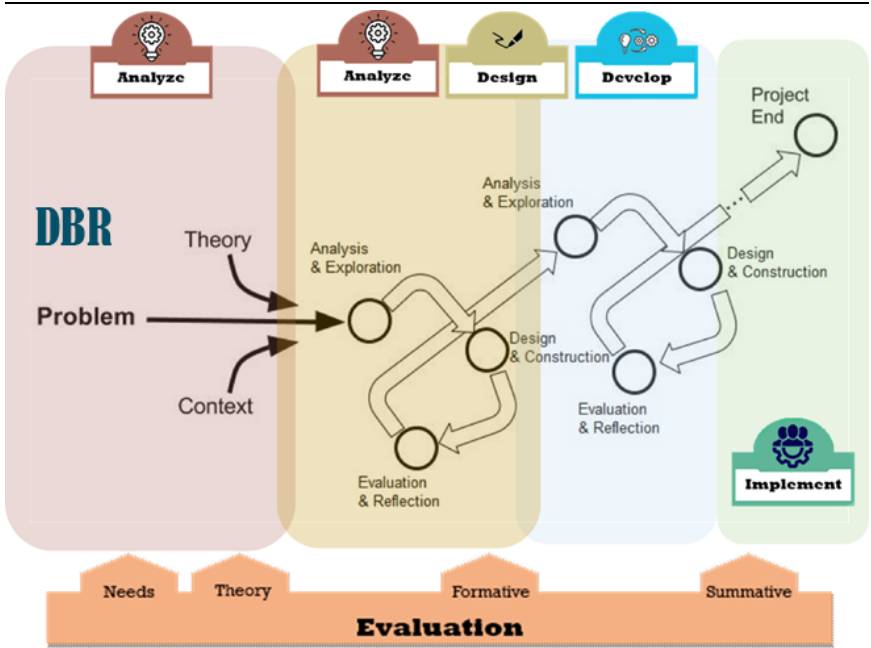 Analyze
Analyze
Design
Develop
Project
End
Analysis
& Exploration
DBR
Theory
Analysis
& Exploration
Design
& Construction
Problem
Design
& Construction
Context
Evaluation
& Reflection
Evaluation
& Reflection
Implement
Needs
Theory
Formative
Summative
Evaluation